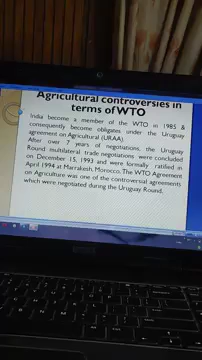 Agricultural controversies in
terms of WTO
India become a member of the WTO in 1985 &
consequently become obligates under the Uruguay
agreement on Agricultural (URAA)
After over 7 years of negotiations, the Uruguay
Round multilateral trade negotiations were concluded
on December 15, 1993 and were formally ratified in
April 1994 at Marrakesh, Morocco. The WTO Agreement
on Agriculture was one of the controversial agreements
which were negotiated during the Uruguay Round.